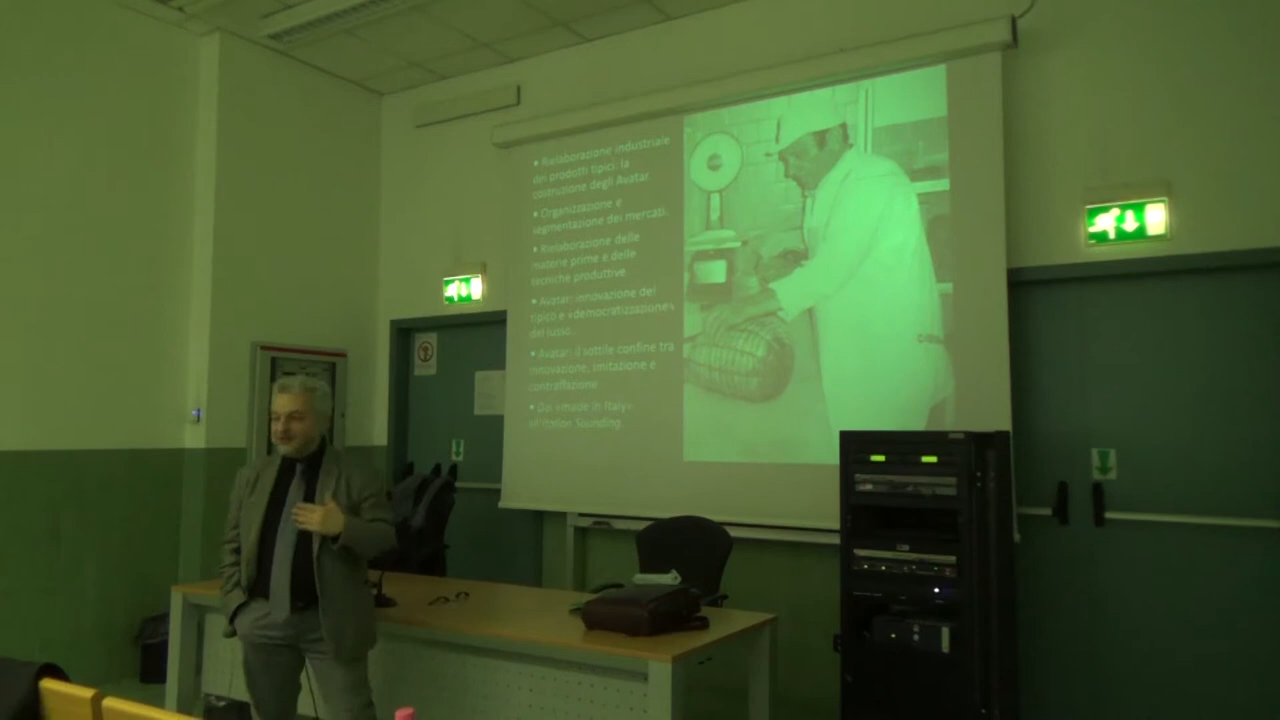 • Rielaborazione industriale
dei prodotti tipici: la
costruzione degli Avatar
• Organizzazione e
segmentazione dei mercati.
• Rielaborazione delle
materie prime e delle
tecniche produttive
• Avatar: innovazione del
tipico e «democratizzazione»
del lusso.
• Avatar: il sottile confine tra
innovazione, imitazione e
contraffazione
• Dal «made in Italy»
all'Italian Sounding